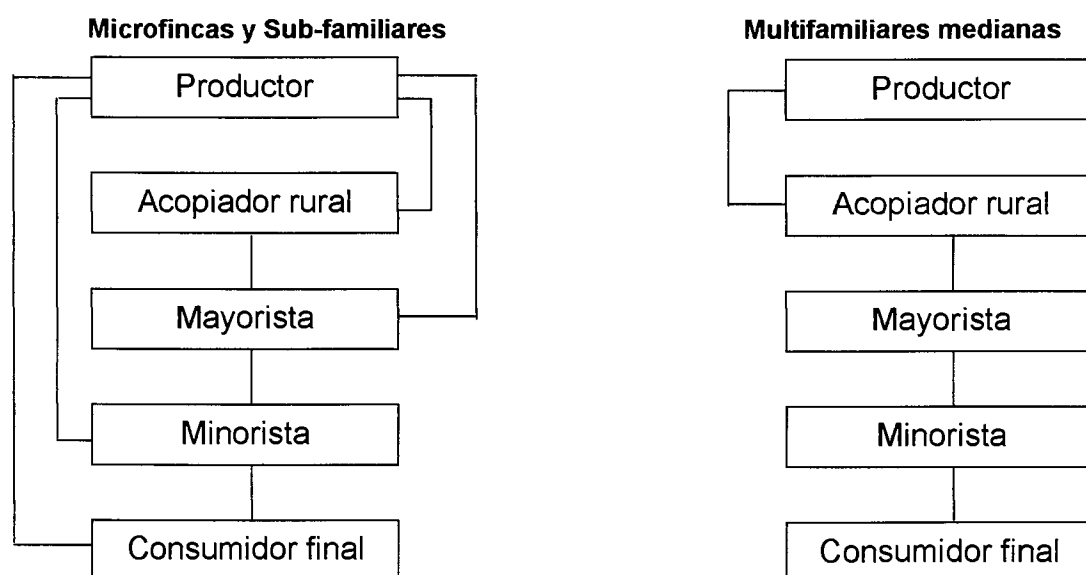 Microfincas y Sub-familiares
Productor
Acopiador rural
Mayorista
Minorista
Consumidor final
Multifamiliares medianas
Productor
Acopiador rural
Mayorista
Minorista
Consumidor final